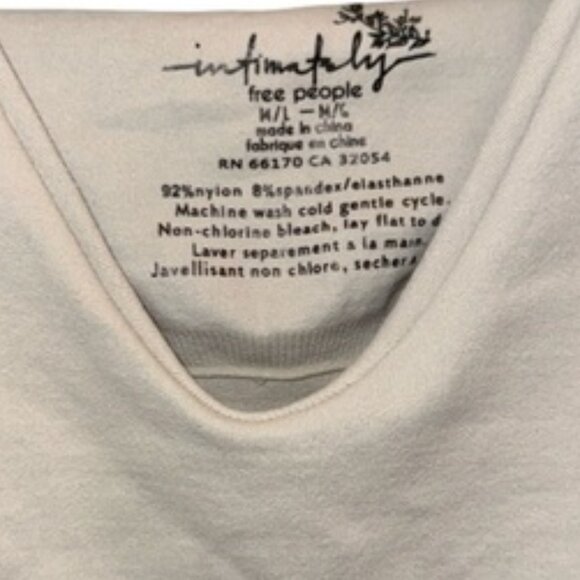 intimately
free people
M/L – M/G
made in china
fabrique en chine
RN 66170 CA 32054
92%nylon 8%spandex/elasthanne
Machine wash cold gentle cycle.
Non-chlorine bleach, lay flat to d
Laver separement a la main.
Javellisant non chlore, secher a